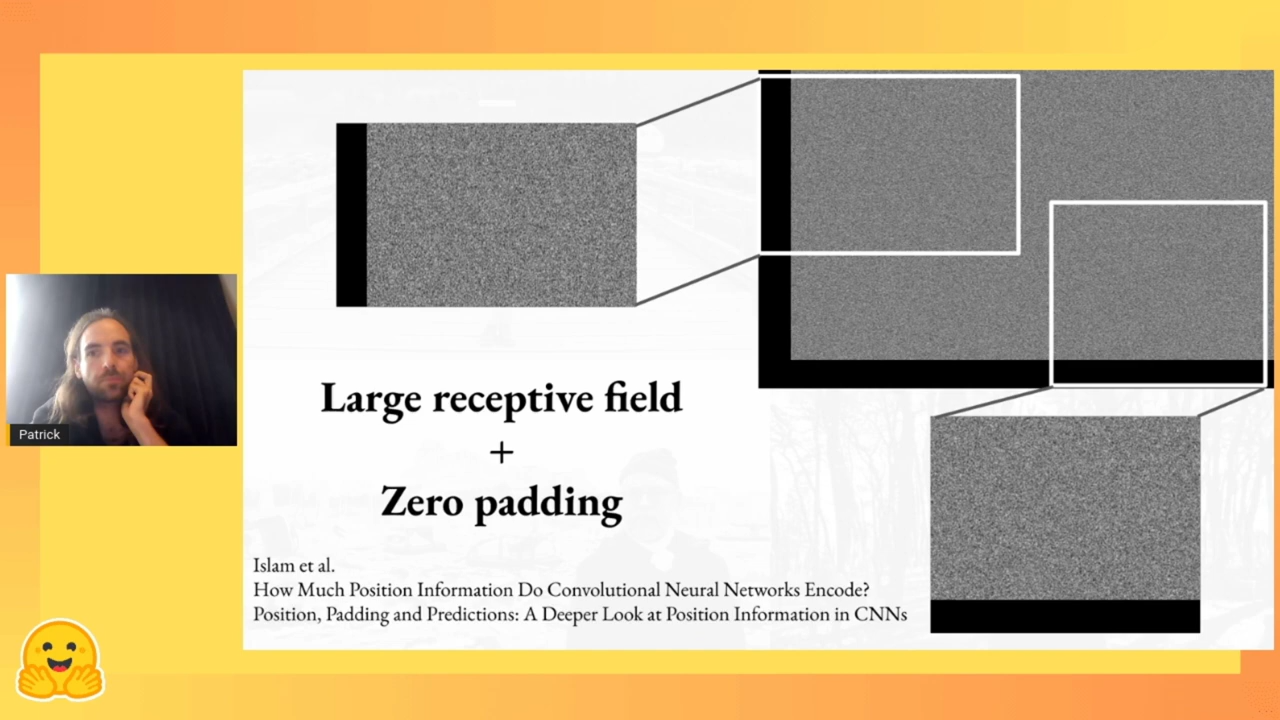 Large receptive field
+
Zero padding
Islam et al.
How Much Position Information Do Convolutional Neural Networks Encode?
Position, Padding and Predictions: A Deeper Look at Position Information in CNNs
Patrick